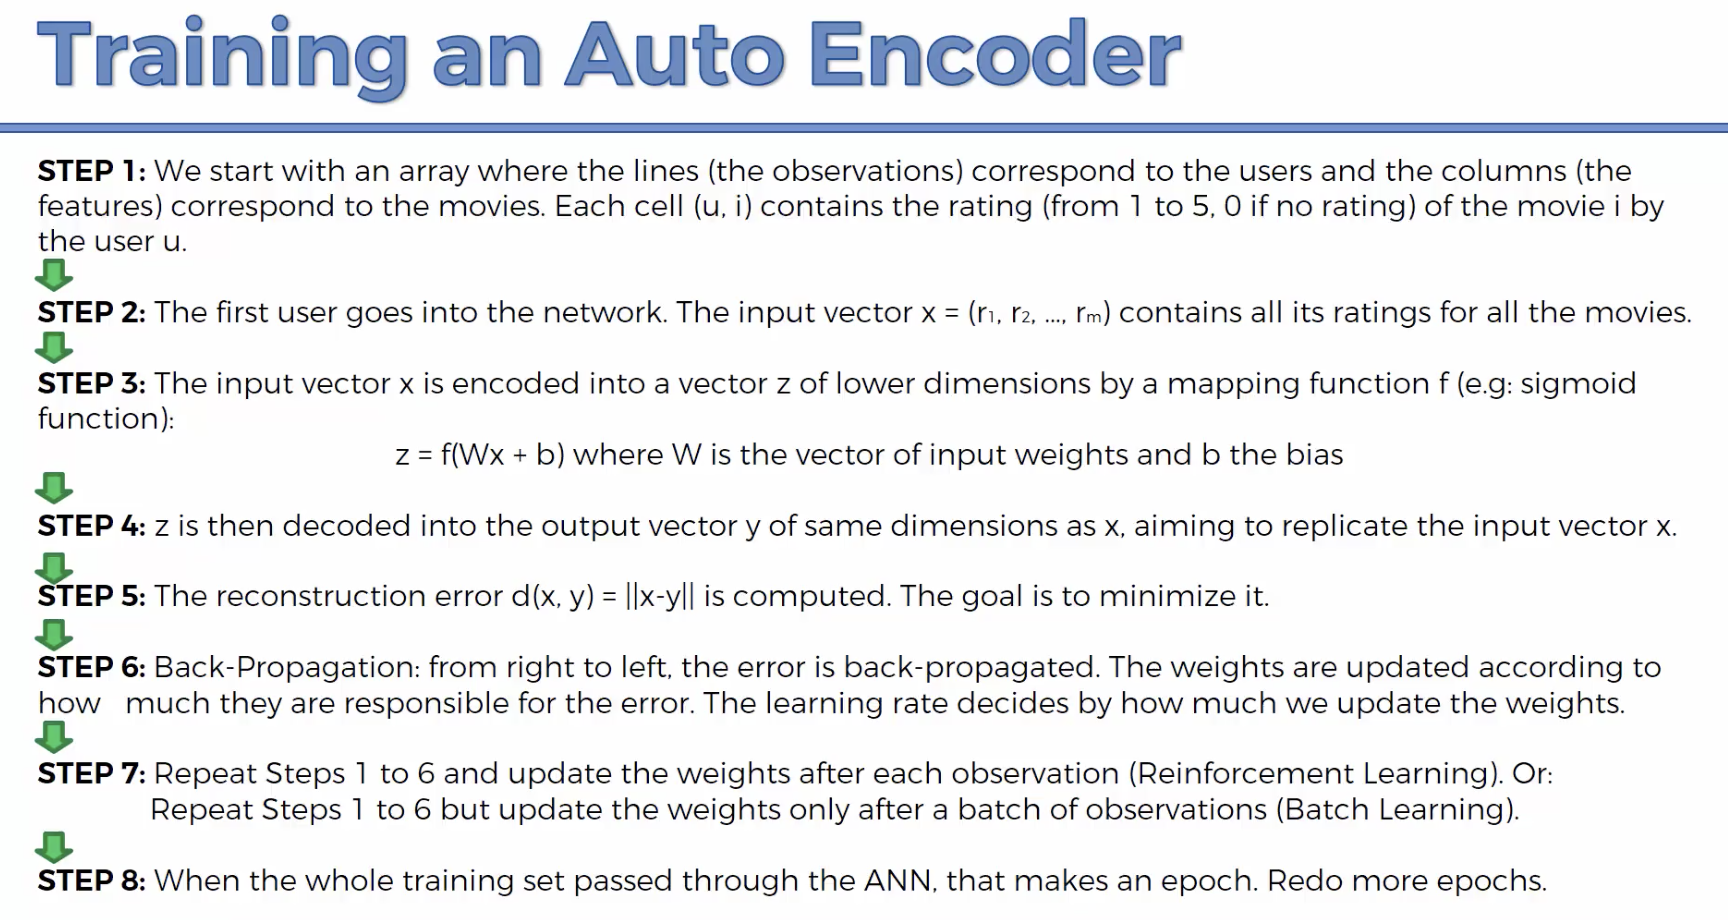 Training an Auto Encoder
STEP 1: We start with an array where the lines (the observations) correspond to the users and the columns (the
features) correspond to the movies. Each cell (u, i) contains the rating (from 1 to 5, 0 if no rating) of the movie i by
the user u.
STEP 2: The first user goes into the network. The input vector x = (r₁, r₂, ..., rₘ) contains all its ratings for all the movies.
STEP 3: The input vector x is encoded into a vector z of lower dimensions by a mapping function f (e.g: sigmoid
function):
z = f(Wx + b) where W is the vector of input weights and b the bias
STEP 4: z is then decoded into the output vector y of same dimensions as x, aiming to replicate the input vector x.
STEP 5: The reconstruction error d(x, y) = ||x-y|| is computed. The goal is to minimize it.
STEP 6: Back-Propagation: from right to left, the error is back-propagated. The weights are updated according to
how much they are responsible for the error. The learning rate decides by how much we update the weights.
STEP 7: Repeat Steps 1 to 6 and update the weights after each observation (Reinforcement Learning). Or:
Repeat Steps 1 to 6 but update the weights only after a batch of observations (Batch Learning).
STEP 8: When the whole training set passed through the ANN, that makes an epoch. Redo more epochs.